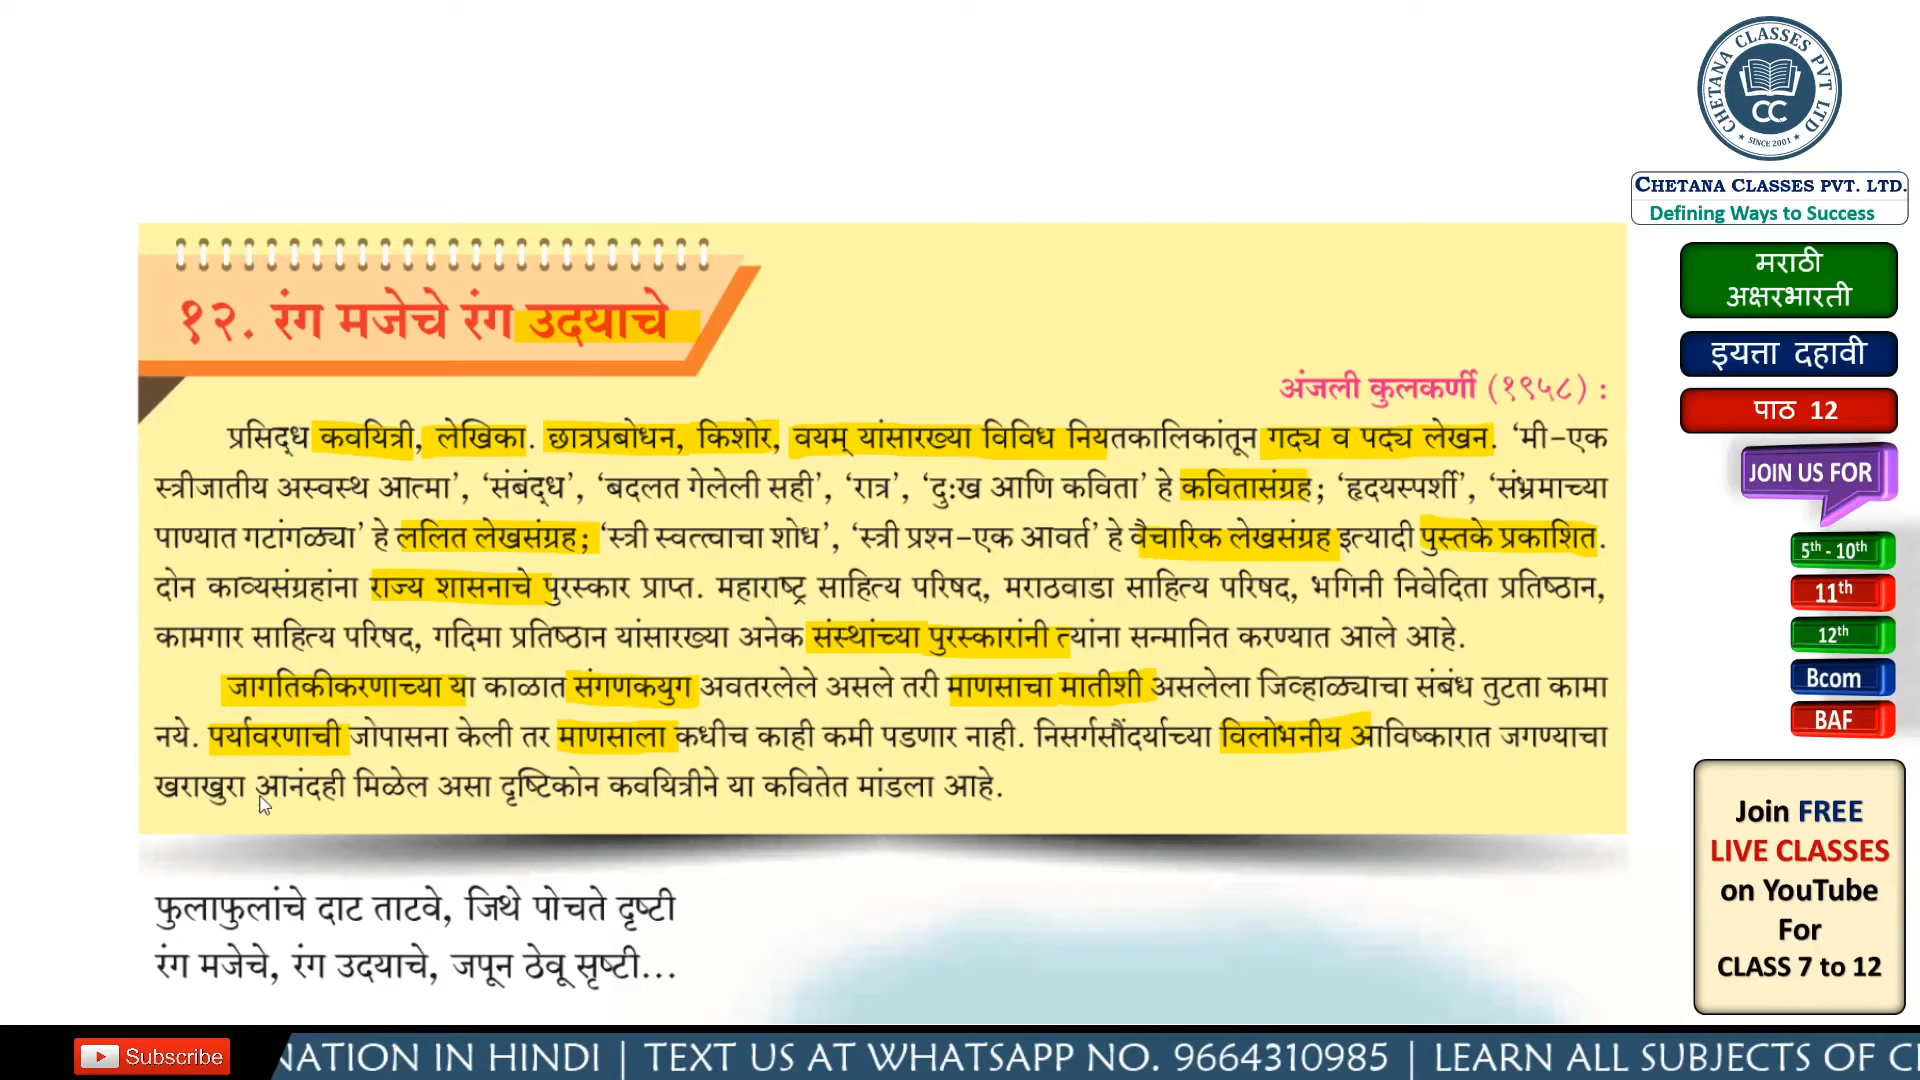 CHETANA CLASSES PVT LTD
CC
SINCE 2001
CHETANA CLASSES PVT. LTD.
Defining Ways to Success
१२. रंग मजेचे रंग उदयाचे
अंजली कुलकर्णी (१९५८) :
प्रसिद्ध कवयित्री, लेखिका. छात्रप्रबोधन, किशोर, वयम् यांसारख्या विविध नियतकालिकांतून गद्य व पद्य लेखन. ‘मी-एक
स्त्रीजातीय अस्वस्थ आत्मा’, ‘संबंद्ध’, ‘बदलत गेलेली सही’, ‘रात्र’, ‘दुःख आणि कविता’ हे कवितासंग्रह; ‘हृदयस्पर्शी’, ‘संभ्रमाच्या
पाण्यात गटांगळ्या’ हे ललित लेखसंग्रह; ‘स्त्री स्वत्त्वाचा शोध’, ‘स्त्री प्रश्न-एक आवर्त’ हे वैचारिक लेखसंग्रह इत्यादी पुस्तके प्रकाशित.
दोन काव्यसंग्रहांना राज्य शासनाचे पुरस्कार प्राप्त. महाराष्ट्र साहित्य परिषद, मराठवाडा साहित्य परिषद, भगिनी निवेदिता प्रतिष्ठान,
कामगार साहित्य परिषद, गदिमा प्रतिष्ठान यांसारख्या अनेक संस्थांच्या पुरस्कारांनी त्यांना सन्मानित करण्यात आले आहे.
जागतिकीकरणाच्या या काळात संगणकयुग अवतरलेले असले तरी माणसाचा मातीशी असलेला जिव्हाळ्याचा संबंध तुटता कामा
नये. पर्यावरणाची जोपासना केली तर माणसाला कधीच काही कमी पडणार नाही. निसर्गसौंदर्याच्या विलोभनीय आविष्कारात जगण्याचा
खराखुरा आनंदही मिळेल असा दृष्टिकोन कवयित्रीने या कवितेत मांडला आहे.
फुलाफुलांचे दाट ताटवे, जिथे पोचते दृष्टी
रंग मजेचे, रंग उदयाचे, जपून ठेवू सृष्टी...
मराठी
अक्षरभारती
इयत्ता दहावी
पाठ 12
JOIN US FOR
5th - 10th
11th
12th
Bcom
BAF
Join FREE
LIVE CLASSES
on YouTube
For
CLASS 7 to 12
Subscribe
NATION IN HINDI | TEXT US AT WHATSAPP NO. 9664310985 | LEARN ALL SUBJECTS OF C